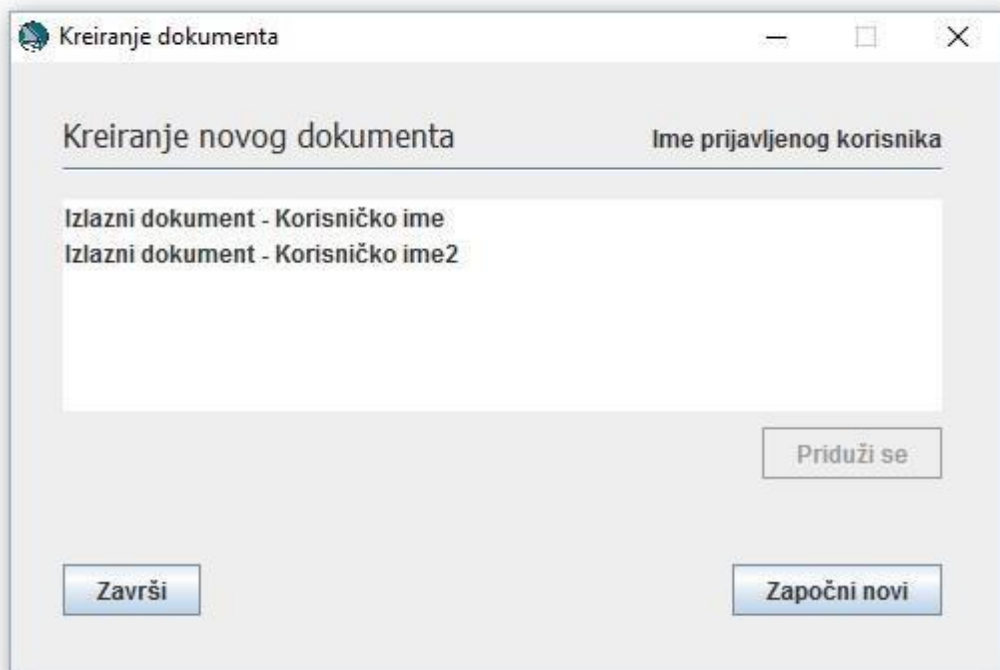 Kreiranje dokumenta
Kreiranje novog dokumenta
Ime prijavljenog korisnika
Izlazni dokument - Korisničko ime
Izlazni dokument - Korisničko ime2
Priduži se
Završi
Započni novi